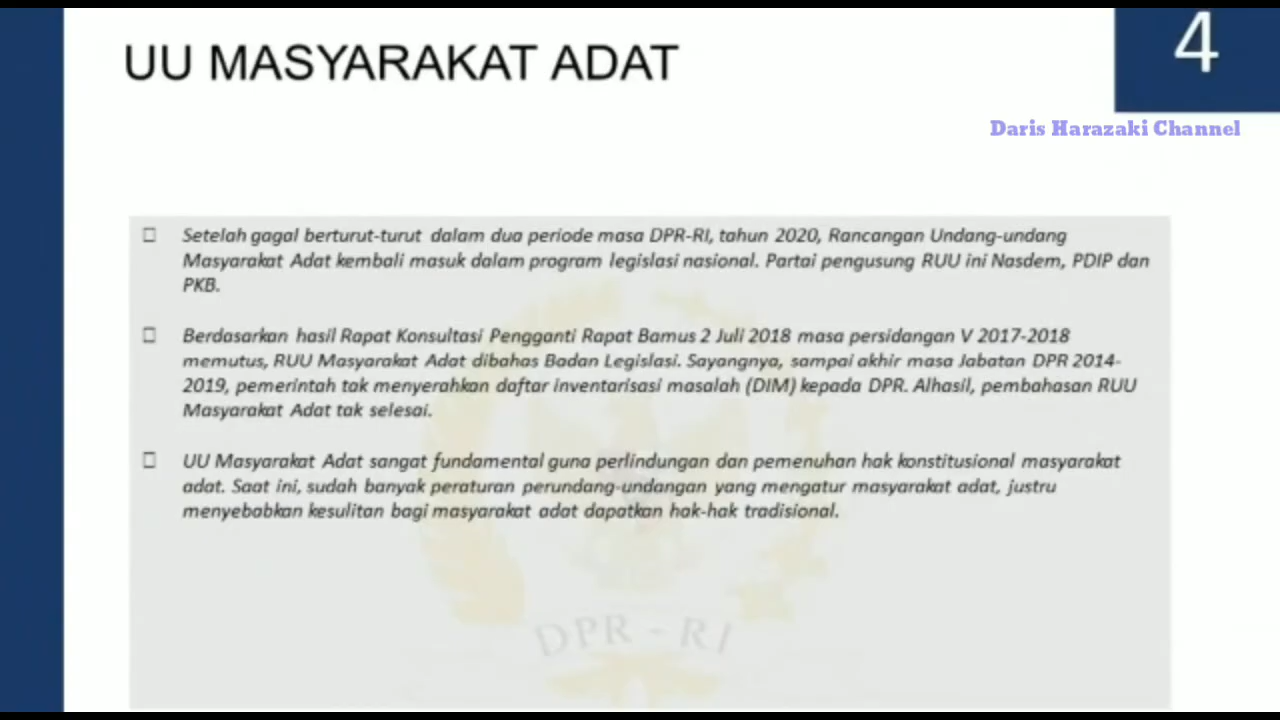 UU MASYARAKAT ADAT
4
Daris Harazaki Channel
Setelah gagal berturut-turut dalam dua periode masa DPR-RI, tahun 2020, Rancangan Undang-undang
Masyarakat Adat kembali masuk dalam program legislasi nasional. Partai pengusung RUU ini Nasdem, PDIP dan
PKB.
Berdasarkan hasil Rapat Konsultasi Pengganti Rapat Bamus 2 Juli 2018 masa persidangan V 2017-2018
memutus, RUU Masyarakat Adat dibahas Badan Legislasi. Sayangnya, sampai akhir masa Jabatan DPR 2014-
2019, pemerintah tak menyerahkan daftar inventarisasi masalah (DIM) kepada DPR. Alhasil, pembahasan RUU
Masyarakat Adat tak selesai.
UU Masyarakat Adat sangat fundamental guna perlindungan dan pemenuhan hak konstitusional masyarakat
adat. Saat ini, sudah banyak peraturan perundang-undangan yang mengatur masyarakat adat, justru
menyebabkan kesulitan bagi masyarakat adat dapatkan hak-hak tradisional.
DPR - RI